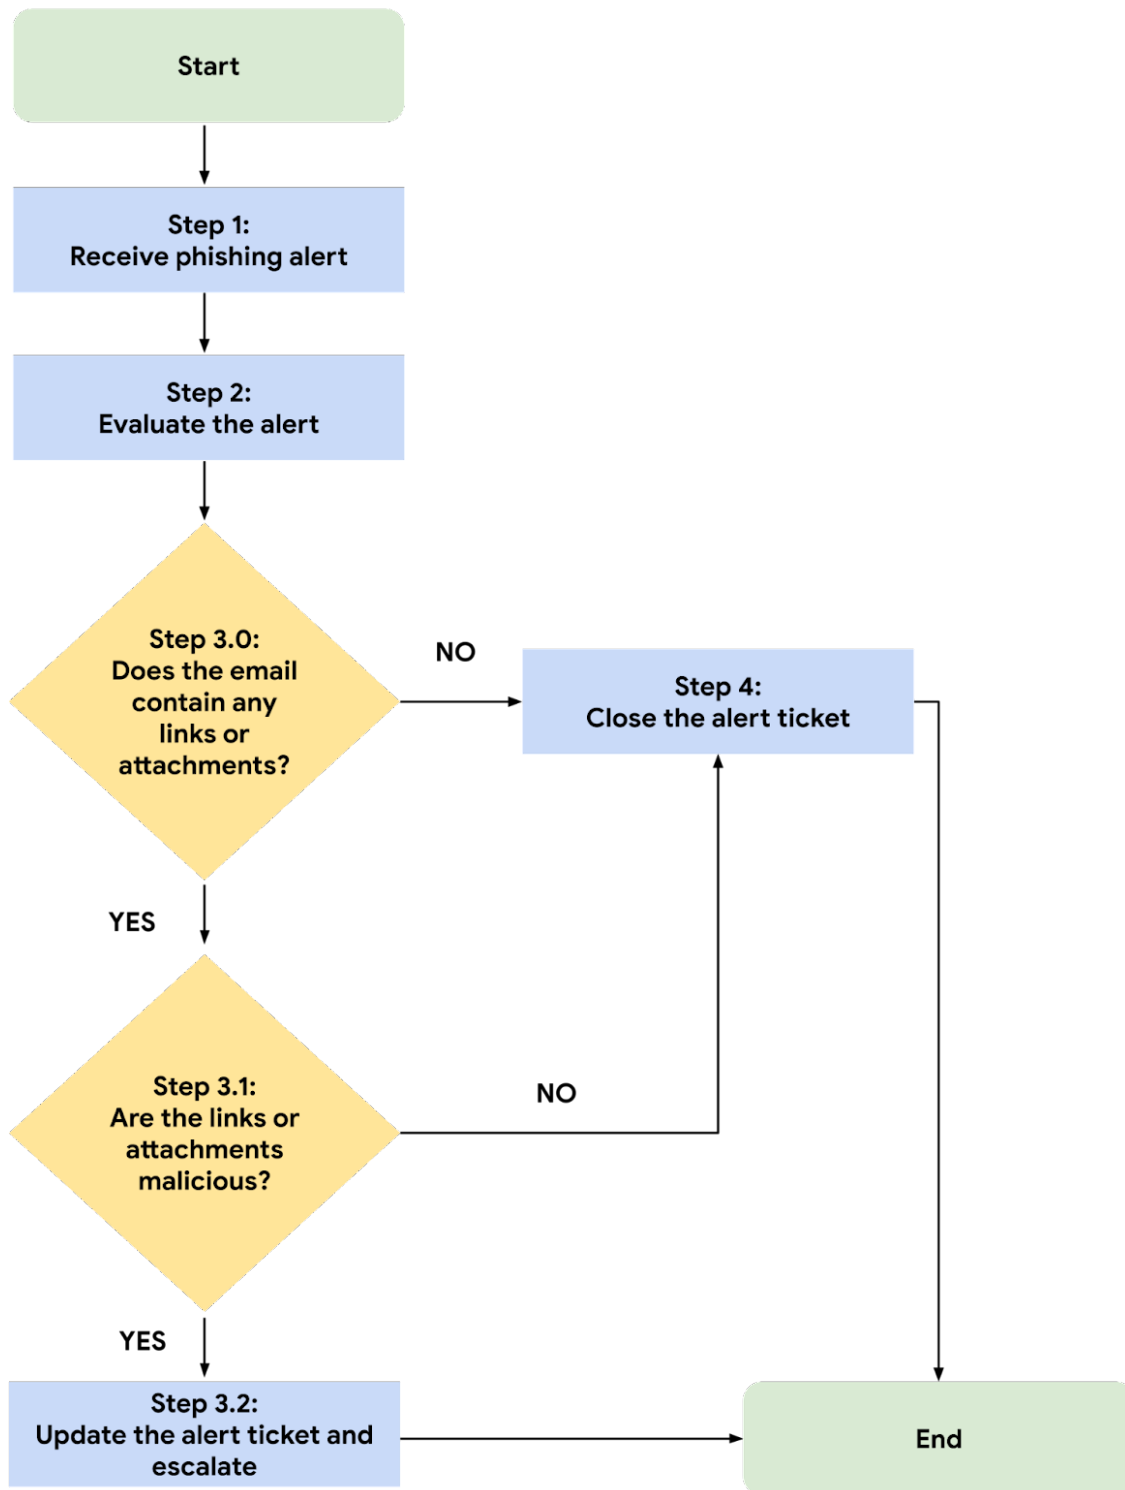 Start
Step 1:
Receive phishing alert
Step 2:
Evaluate the alert
Step 3.0:
Does the email
contain any
links or
attachments?
NO
Step 4:
Close the alert ticket
YES
Step 3.1:
Are the links or
attachments
malicious?
NO
YES
Step 3.2:
Update the alert ticket and
escalate
End